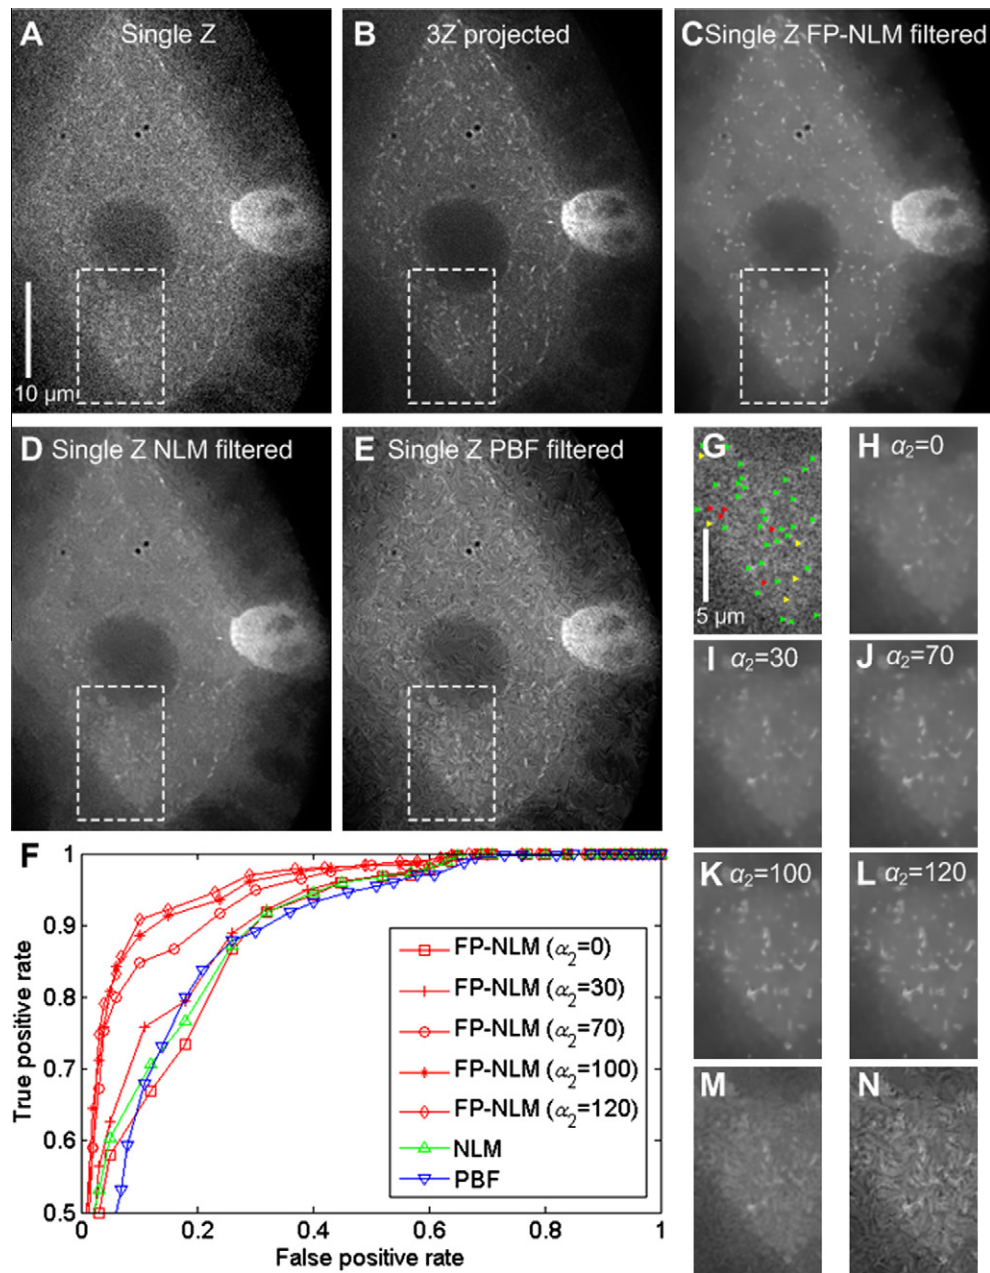 A Single Z
B 3Z projected
C Single Z FP-NLM filtered
10 µm
D Single Z NLM filtered
E Single Z PBF filtered
G
5 µm
H α2=0
I α2=30
J α2=70
K α2=100
L α2=120
M
N
F
True positive rate
1
0.9
0.8
0.7
0.6
0.5
0
0.2
0.4
0.6
0.8
1
False positive rate
FP-NLM (α2=0)
FP-NLM (α2=30)
FP-NLM (α2=70)
FP-NLM (α2=100)
FP-NLM (α2=120)
NLM
PBF